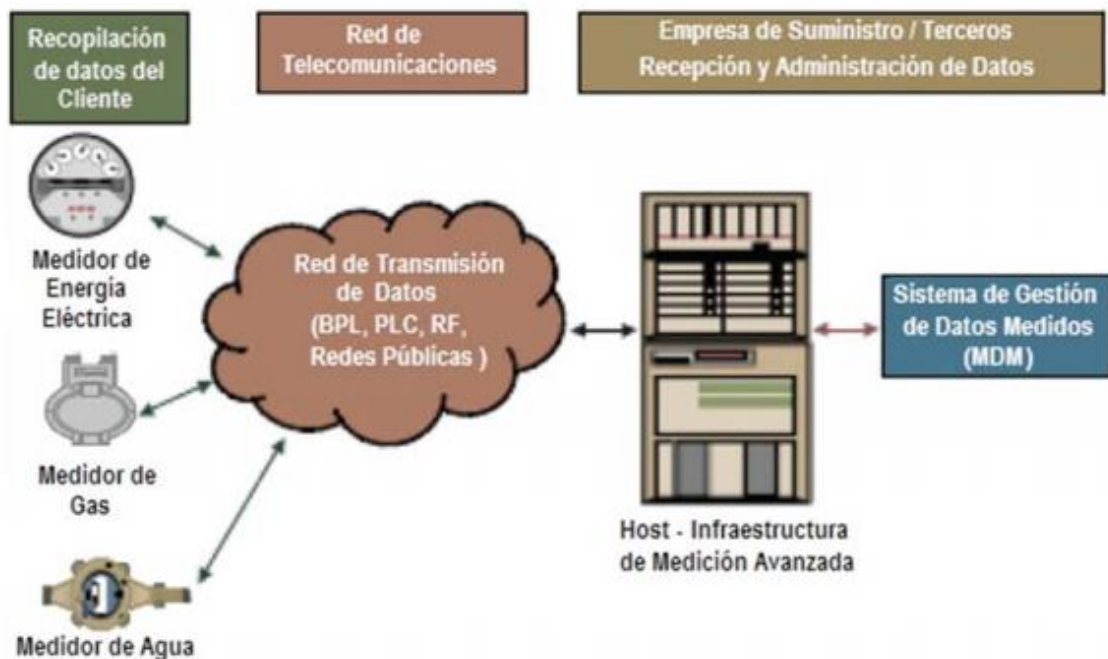 Recopilación
de datos del
Cliente
Red de
Telecomunicaciones
Empresa de Suministro / Terceros
Recepción y Administración de Datos
Medidor de
Energía
Eléctrica
Medidor de
Gas
Medidor de Agua
Red de Transmisión
de Datos
(BPL, PLC, RF,
Redes Públicas )
Host - Infraestructura
de Medición Avanzada
Sistema de Gestión
de Datos Medidos
(MDM)